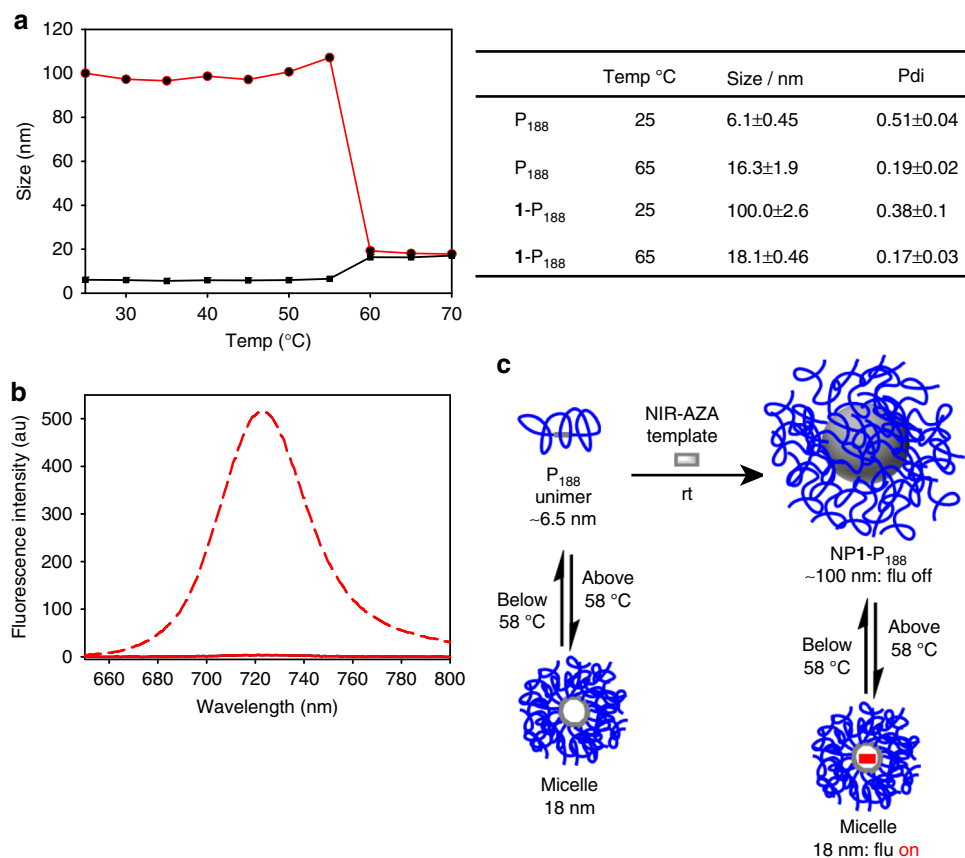 a
120
100
80
60
40
20
0
Size (nm)
30 40 50 60 70
Temp (°C)
Temp °C Size / nm Pdi
P₁₈₈ 25 6.1±0.45 0.51±0.04
P₁₈₈ 65 16.3±1.9 0.19±0.02
1-P₁₈₈ 25 100.0±2.6 0.38±0.1
1-P₁₈₈ 65 18.1±0.46 0.17±0.03
b
500
400
300
200
100
0
Fluorescence intensity (au)
660 680 700 720 740 760 780 800
Wavelength (nm)
c
P₁₈₈
unimer
~6.5 nm
NIR-AZA
template
rt
NP1-P₁₈₈
~100 nm: flu off
Below
58 °C
Above
58 °C
Below
58 °C
Above
58 °C
Micelle
18 nm
Micelle
18 nm: flu on